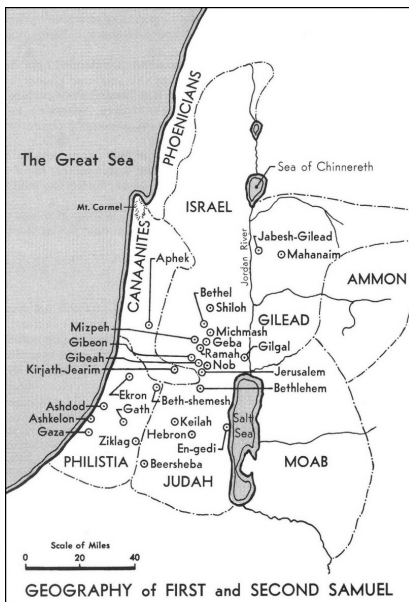 PHOENICIANS
The Great Sea
Sea of Chinnereth
Mt. Carmel
ISRAEL
CANAANITES
Aphek
Jordan River
Jabesh-Gilead
Mahanaim
AMMON
Bethel
Shiloh
GILEAD
Mizpeh
Michmash
Gibeon
Geba
Ramah
Gilgal
Gibeah
Nob
Kirjath-Jearim
Jerusalem
Bethlehem
Ekron
Beth-shemesh
Ashdod
Gath
Keilah
Salt
Sea
Ashkelon
Hebron
Gaza
En-gedi
Ziklag
MOAB
PHILISTIA
Beersheba
JUDAH
Scale of Miles
0 20 40
GEOGRAPHY of FIRST and SECOND SAMUEL